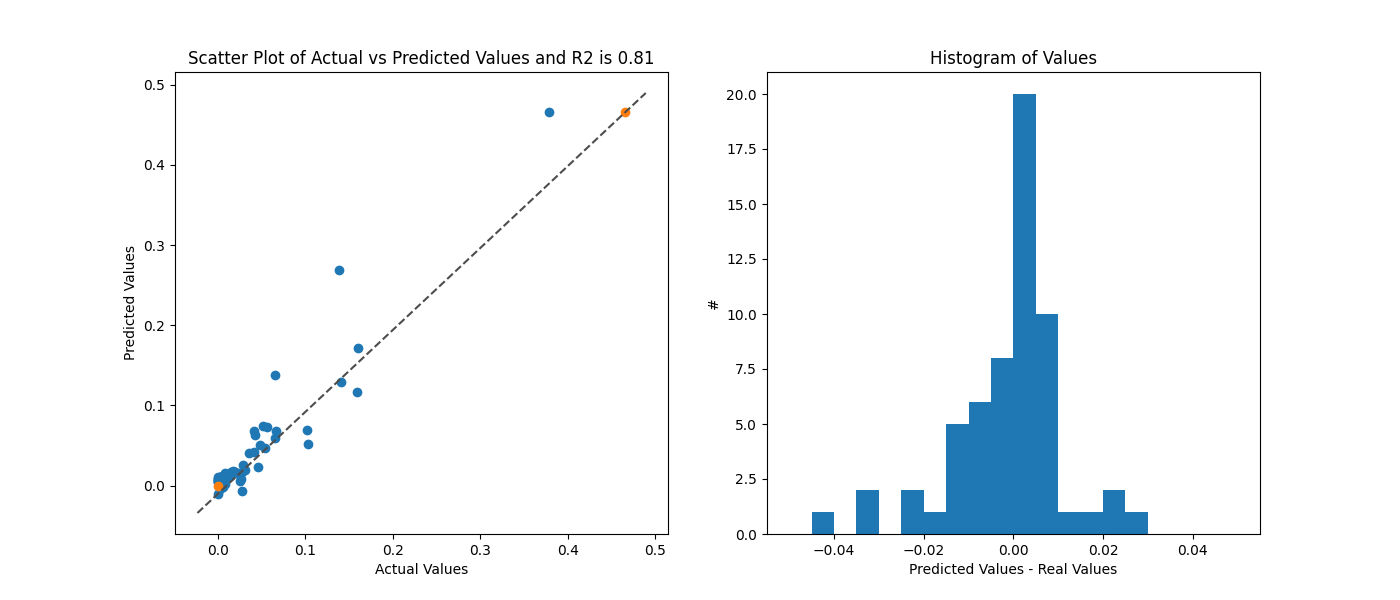 Scatter Plot of Actual vs Predicted Values and R2 is 0.81
0.5
0.4
0.3
0.2
0.1
0.0
Predicted Values
0.0 0.1 0.2 0.3 0.4 0.5
Actual Values
Histogram of Values
20.0
17.5
15.0
12.5
10.0
7.5
5.0
2.5
0.0
#
−0.04 −0.02 0.00 0.02 0.04
Predicted Values - Real Values